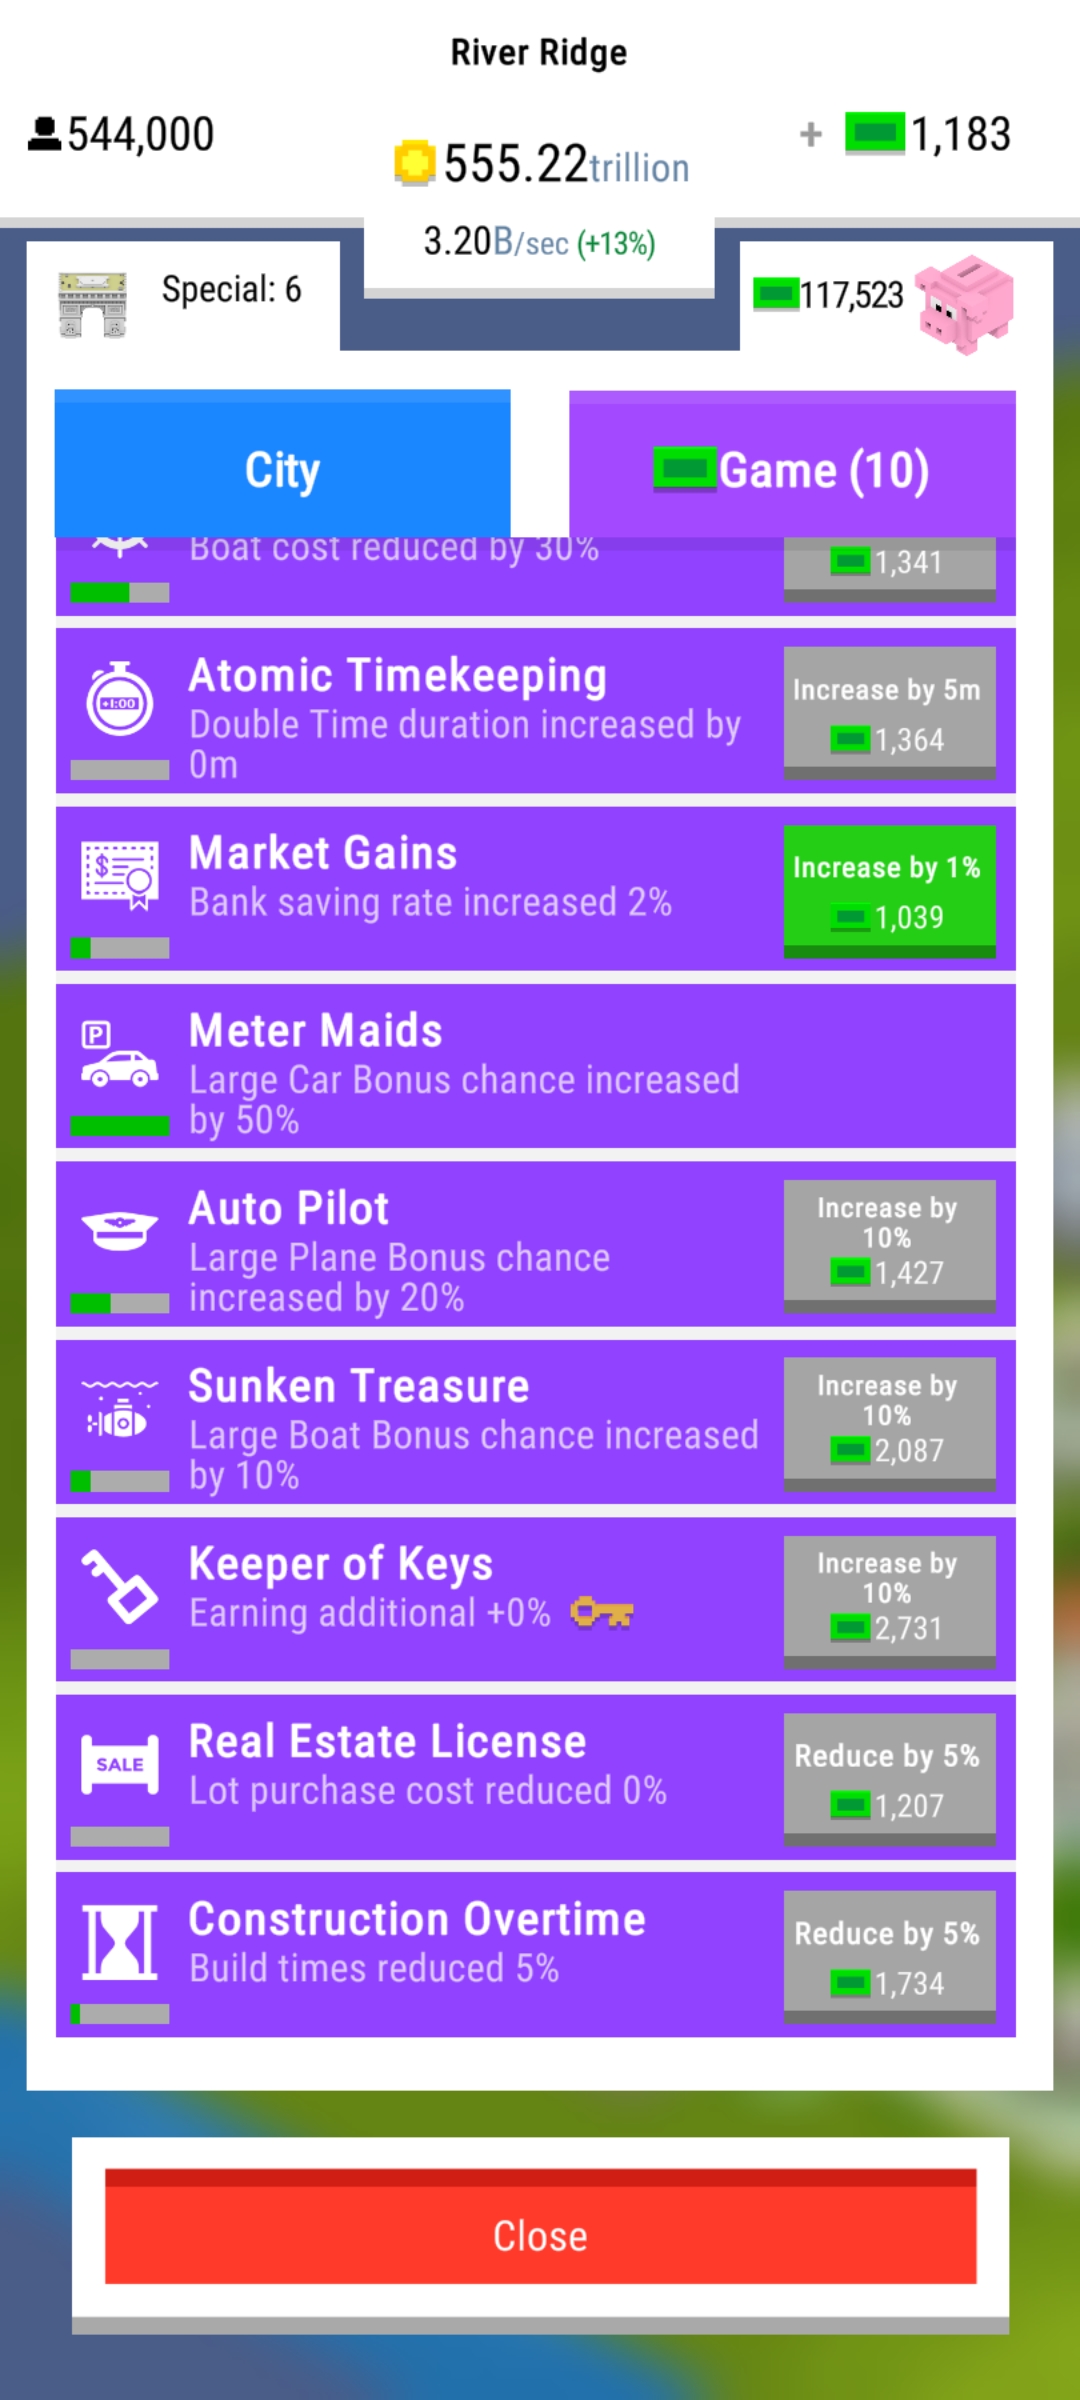 River Ridge
544,000
555.22trillion
+ 1,183
3.20B/sec (+13%)
Special: 6
117,523
City
Game (10)
Boat cost reduced by 30%
1,341
Atomic Timekeeping
Double Time duration increased by
0m
Increase by 5m
1,364
+1:00
Market Gains
Bank saving rate increased 2%
Increase by 1%
1,039
$
P
Meter Maids
Large Car Bonus chance increased
by 50%
Auto Pilot
Large Plane Bonus chance
increased by 20%
Increase by
10%
1,427
Sunken Treasure
Large Boat Bonus chance increased
by 10%
Increase by
10%
2,087
Keeper of Keys
Earning additional +0%
Increase by
10%
2,731
SALE
Real Estate License
Lot purchase cost reduced 0%
Reduce by 5%
1,207
Construction Overtime
Build times reduced 5%
Reduce by 5%
1,734
Close